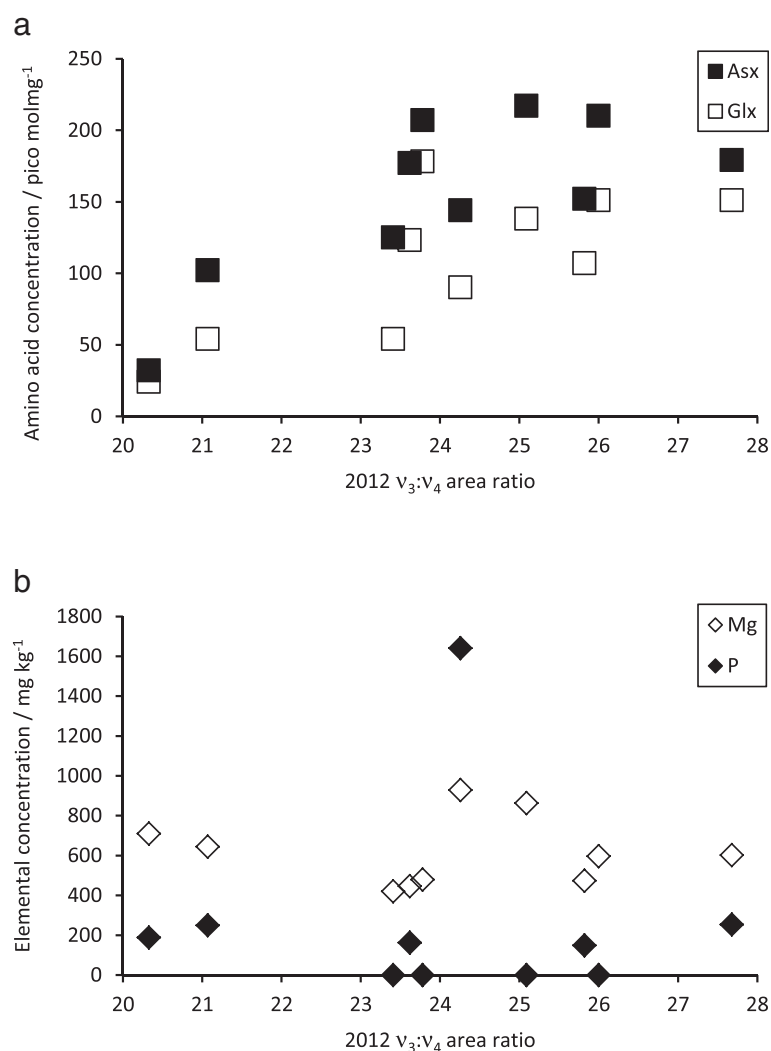 a
250
200
150
100
50
0
Amino acid concentration / pico molmg⁻¹
20 21 22 23 24 25 26 27 28
2012 ν₃:ν₄ area ratio
Asx
Glx
b
1800
1600
1400
1200
1000
800
600
400
200
0
Elemental concentration / mg kg⁻¹
20 21 22 23 24 25 26 27 28
2012 ν₃:ν₄ area ratio
Mg
P